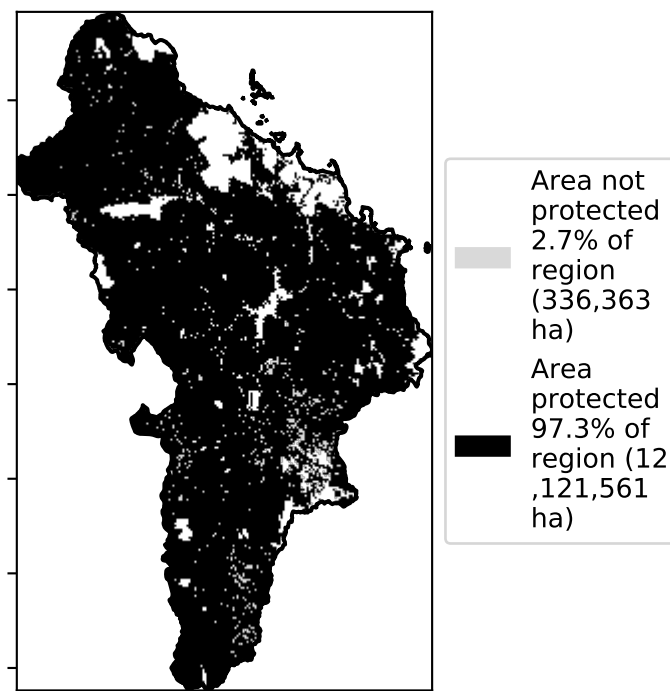 Area not
protected
2.7% of
region
(336,363
ha)
Area
protected
97.3% of
region (12
,121,561
ha)